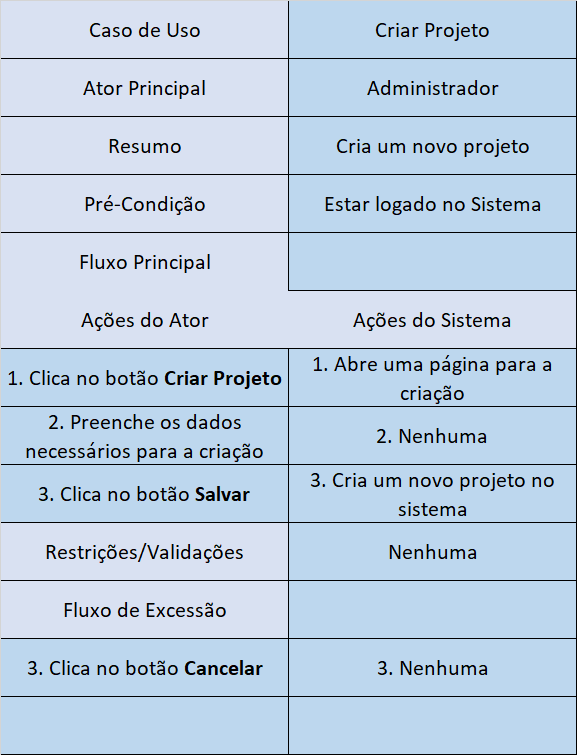 Caso de Uso
Criar Projeto
Ator Principal
Administrador
Resumo
Cria um novo projeto
Pré-Condição
Estar logado no Sistema
Fluxo Principal
Ações do Ator
Ações do Sistema
1. Clica no botão Criar Projeto
1. Abre uma página para a
criação
2. Preenche os dados
necessários para a criação
2. Nenhuma
3. Clica no botão Salvar
3. Cria um novo projeto no
sistema
Restrições/Validações
Nenhuma
Fluxo de Excessão
3. Clica no botão Cancelar
3. Nenhuma